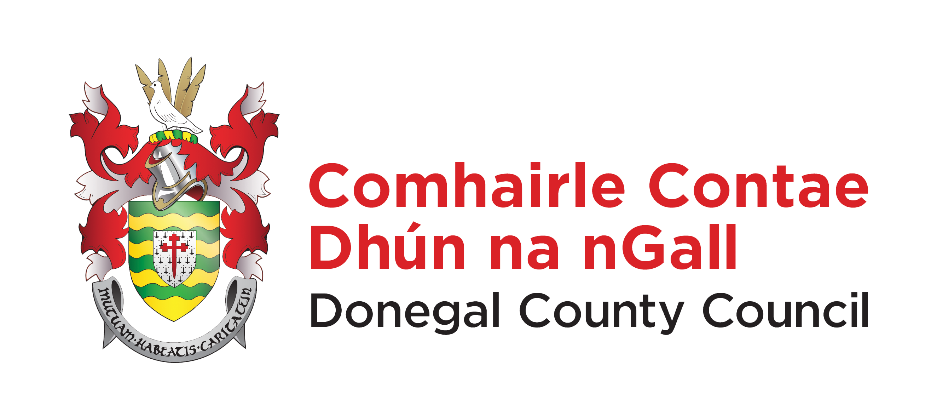 Comhairle Contae
Dhún na nGall
Donegal County Council
MUTUAM·HABEATIS·CARITATEM